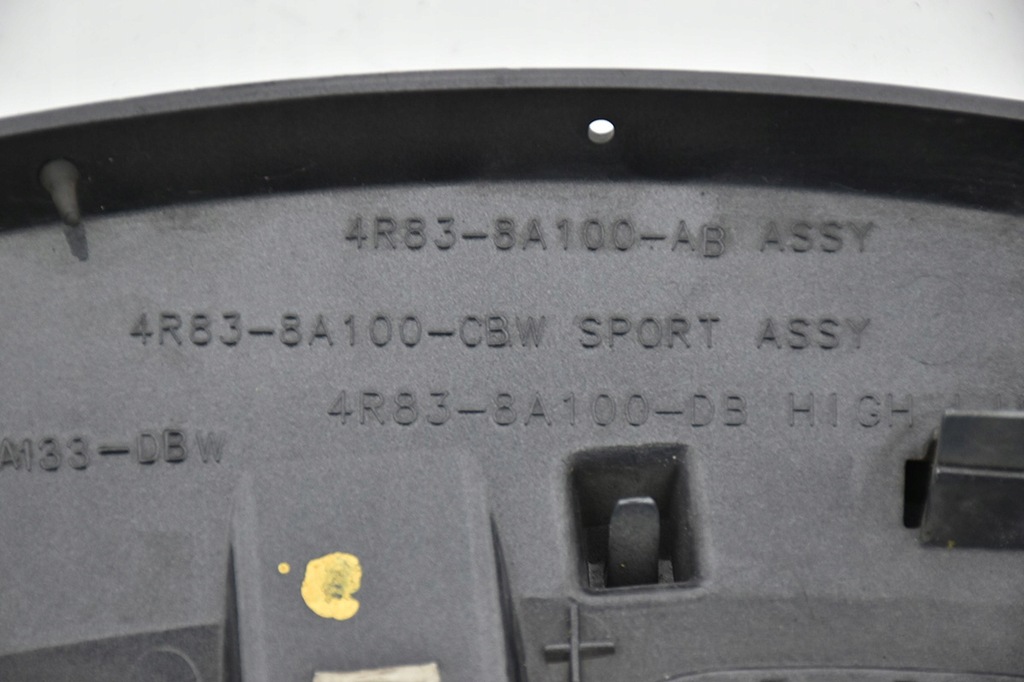 4R83-8A100-AB ASSY
4R83-8A100-CBW SPORT ASSY
4R83-8A100-DB HIGH
A133-DBW